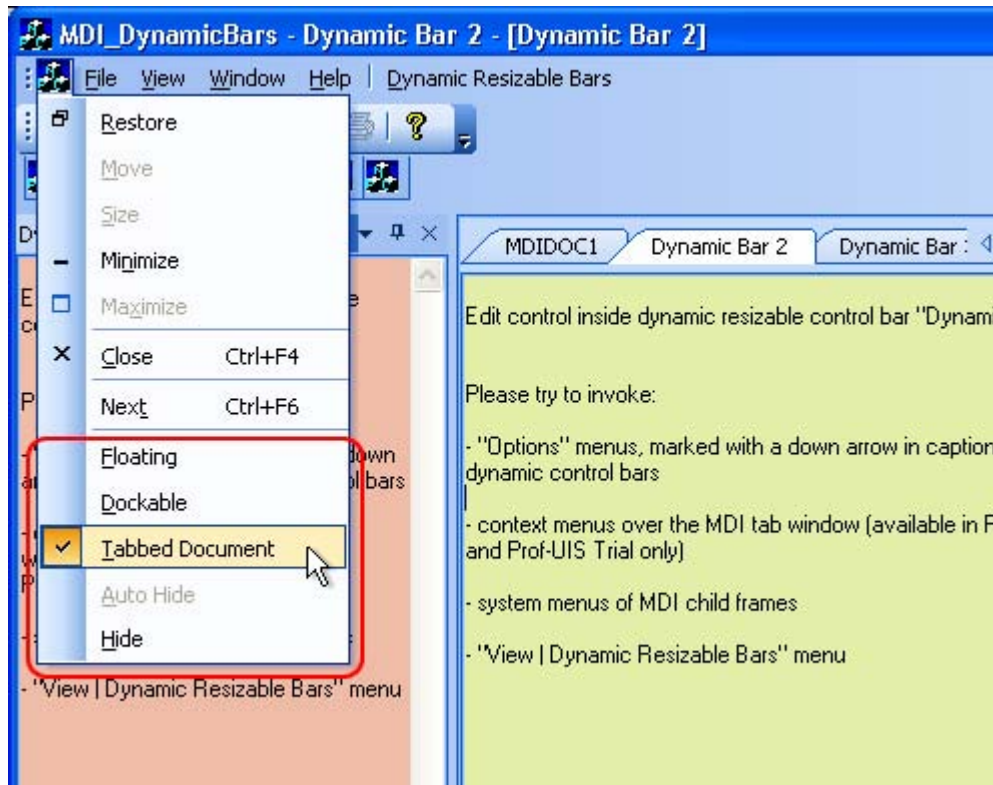 MDI_DynamicBars - Dynamic Bar 2 - [Dynamic Bar 2]
File View Window Help Dynamic Resizable Bars
Restore
Move
Size
Minimize
Maximize
Close Ctrl+F4
Next Ctrl+F6
Floating
Dockable
Tabbed Document
Auto Hide
Hide
down
bars
- "View | Dynamic Resizable Bars" menu
MDIDOC1 Dynamic Bar 2 Dynamic Bar
Edit control inside dynamic resizable control bar "Dynami
Please try to invoke:
- "Options" menus, marked with a down arrow in caption
dynamic control bars
- context menus over the MDI tab window (available in P
and Prof-UIS Trial only)
- system menus of MDI child frames
- "View | Dynamic Resizable Bars" menu